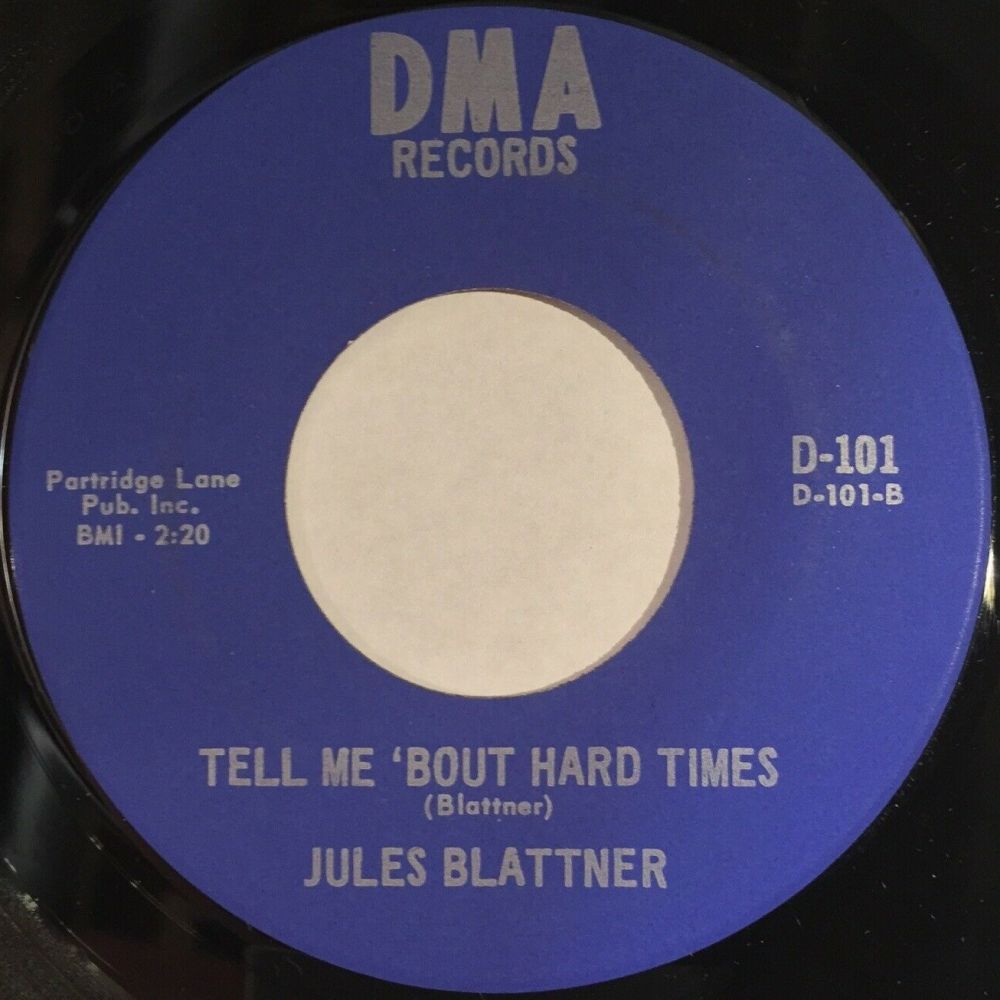 DMA
RECORDS
Partridge Lane
Pub. Inc.
BMI - 2:20
D-101
D-101-B
TELL ME 'BOUT HARD TIMES
(Blattner)
JULES BLATTNER